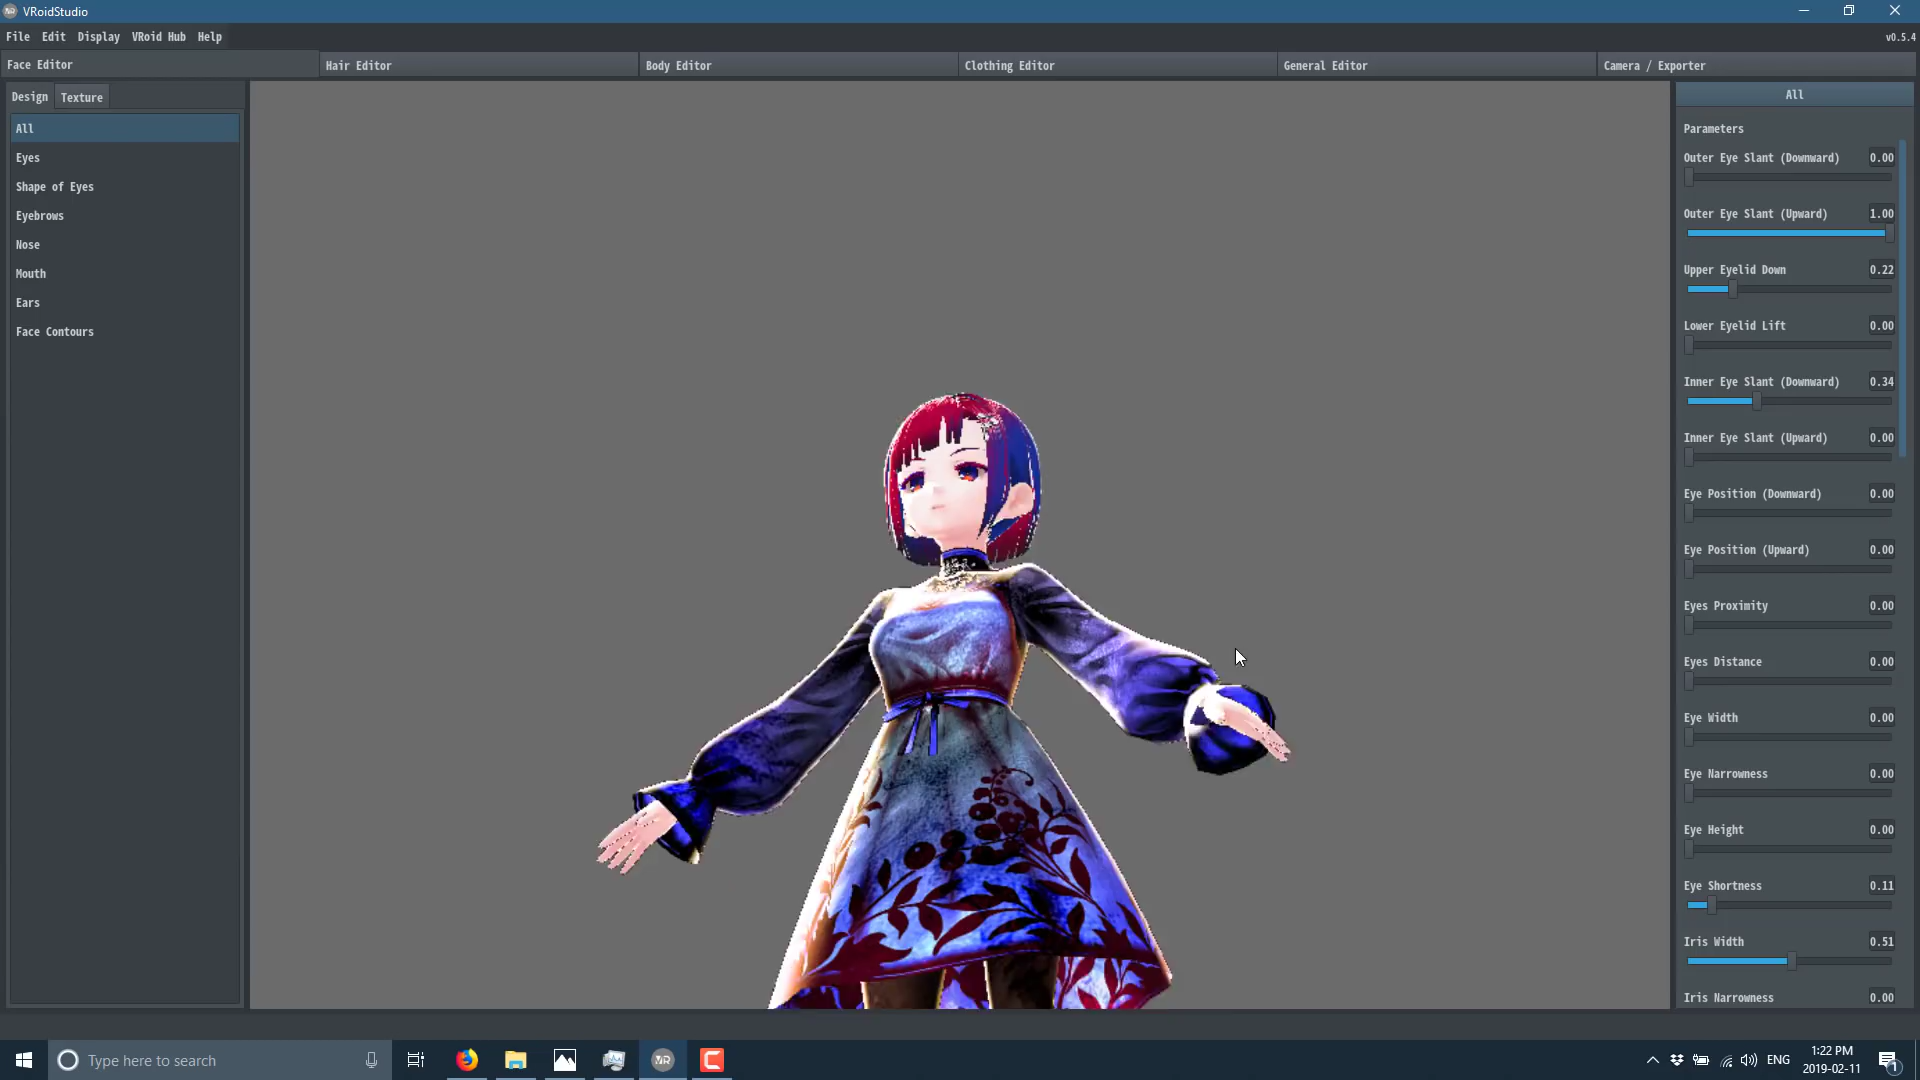 VRoidStudio
File Edit Display VRoid Hub Help
v0.5.4
Face Editor
Hair Editor
Body Editor
Clothing Editor
General Editor
Camera / Exporter
Design
Texture
All
Eyes
Shape of Eyes
Eyebrows
Nose
Mouth
Ears
Face Contours
All
Parameters
Outer Eye Slant (Downward) 0.00
Outer Eye Slant (Upward) 1.00
Upper Eyelid Down 0.22
Lower Eyelid Lift 0.00
Inner Eye Slant (Downward) 0.34
Inner Eye Slant (Upward) 0.00
Eye Position (Downward) 0.00
Eye Position (Upward) 0.00
Eyes Proximity 0.00
Eyes Distance 0.00
Eye Width 0.00
Eye Narrowness 0.00
Eye Height 0.00
Eye Shortness 0.11
Iris Width 0.51
Iris Narrowness 0.00
Type here to search
ENG
1:22 PM
2019-02-11
1